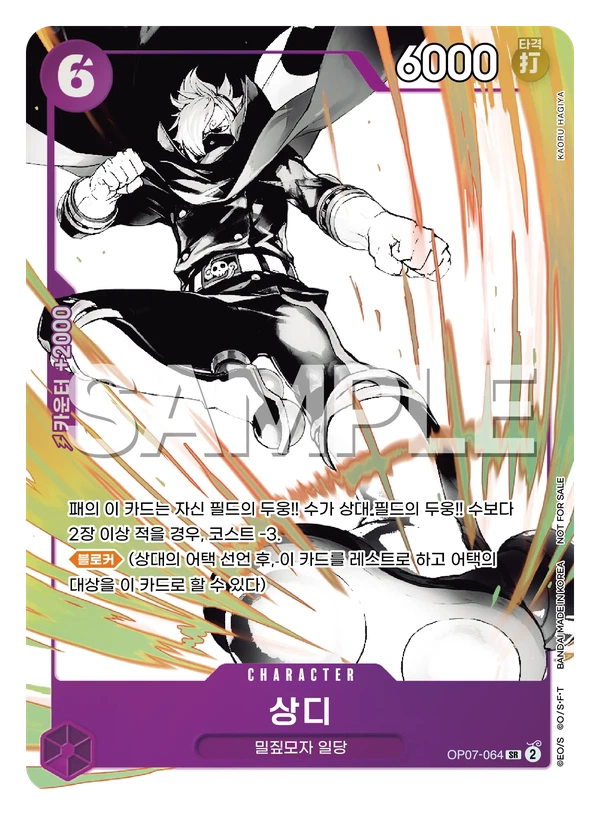 6
6000
타격
打
KAORU HAGIYA
카운터 +2000
SAMPLE
패의 이 카드는 자신 필드의 두웅!! 수가 상대 필드의 두웅!! 수보다
2장 이상 적을 경우, 코스트 -3.
블로커 (상대의 어택 선언 후, 이 카드를 레스트로 하고 어택의
대상을 이 카드로 할 수 있다)
©EO/S ©O/S·F·T BANDAI MADE IN KOREA NOT FOR SALE
CHARACTER
상디
밀짚모자 일당
OP07-064 SR 2